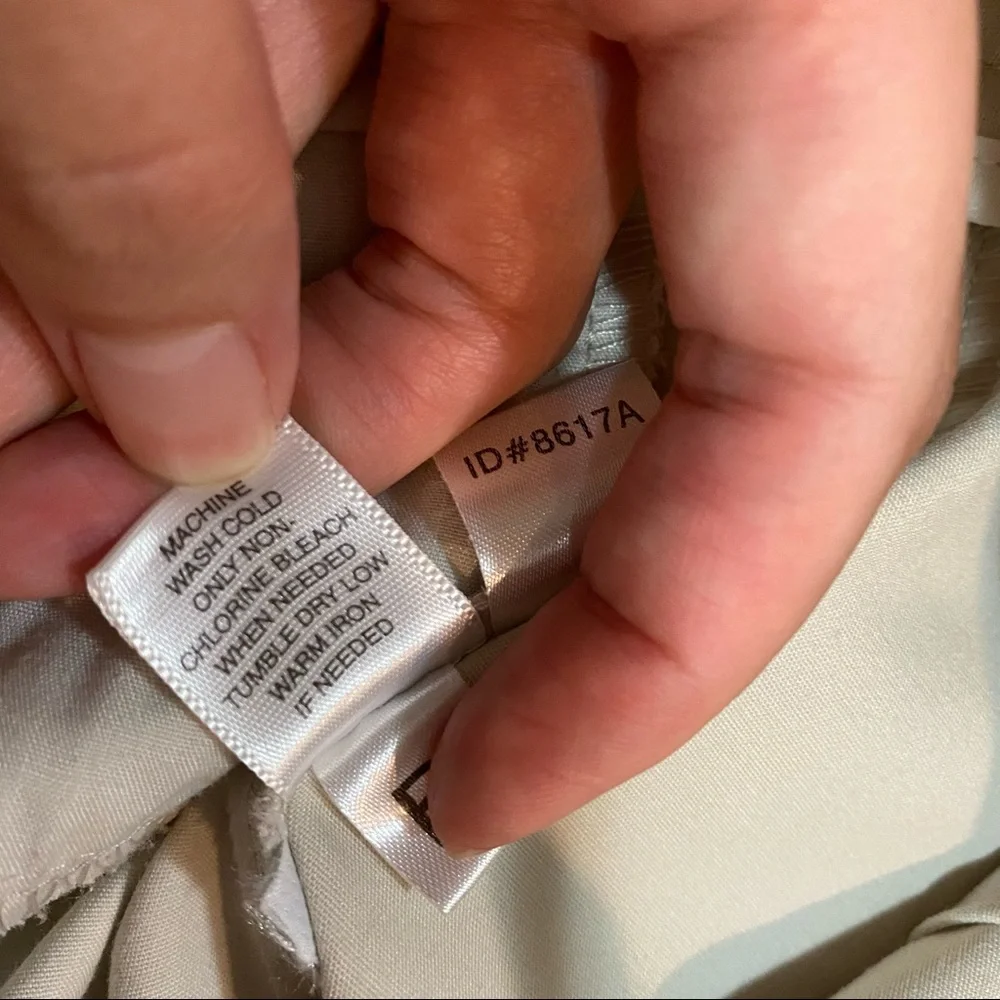 MACHINE
WASH COLD
ONLY NON-
CHLORINE BLEACH
WHEN NEEDED
TUMBLE DRY LOW
WARM IRON
IF NEEDED
ID#8617A